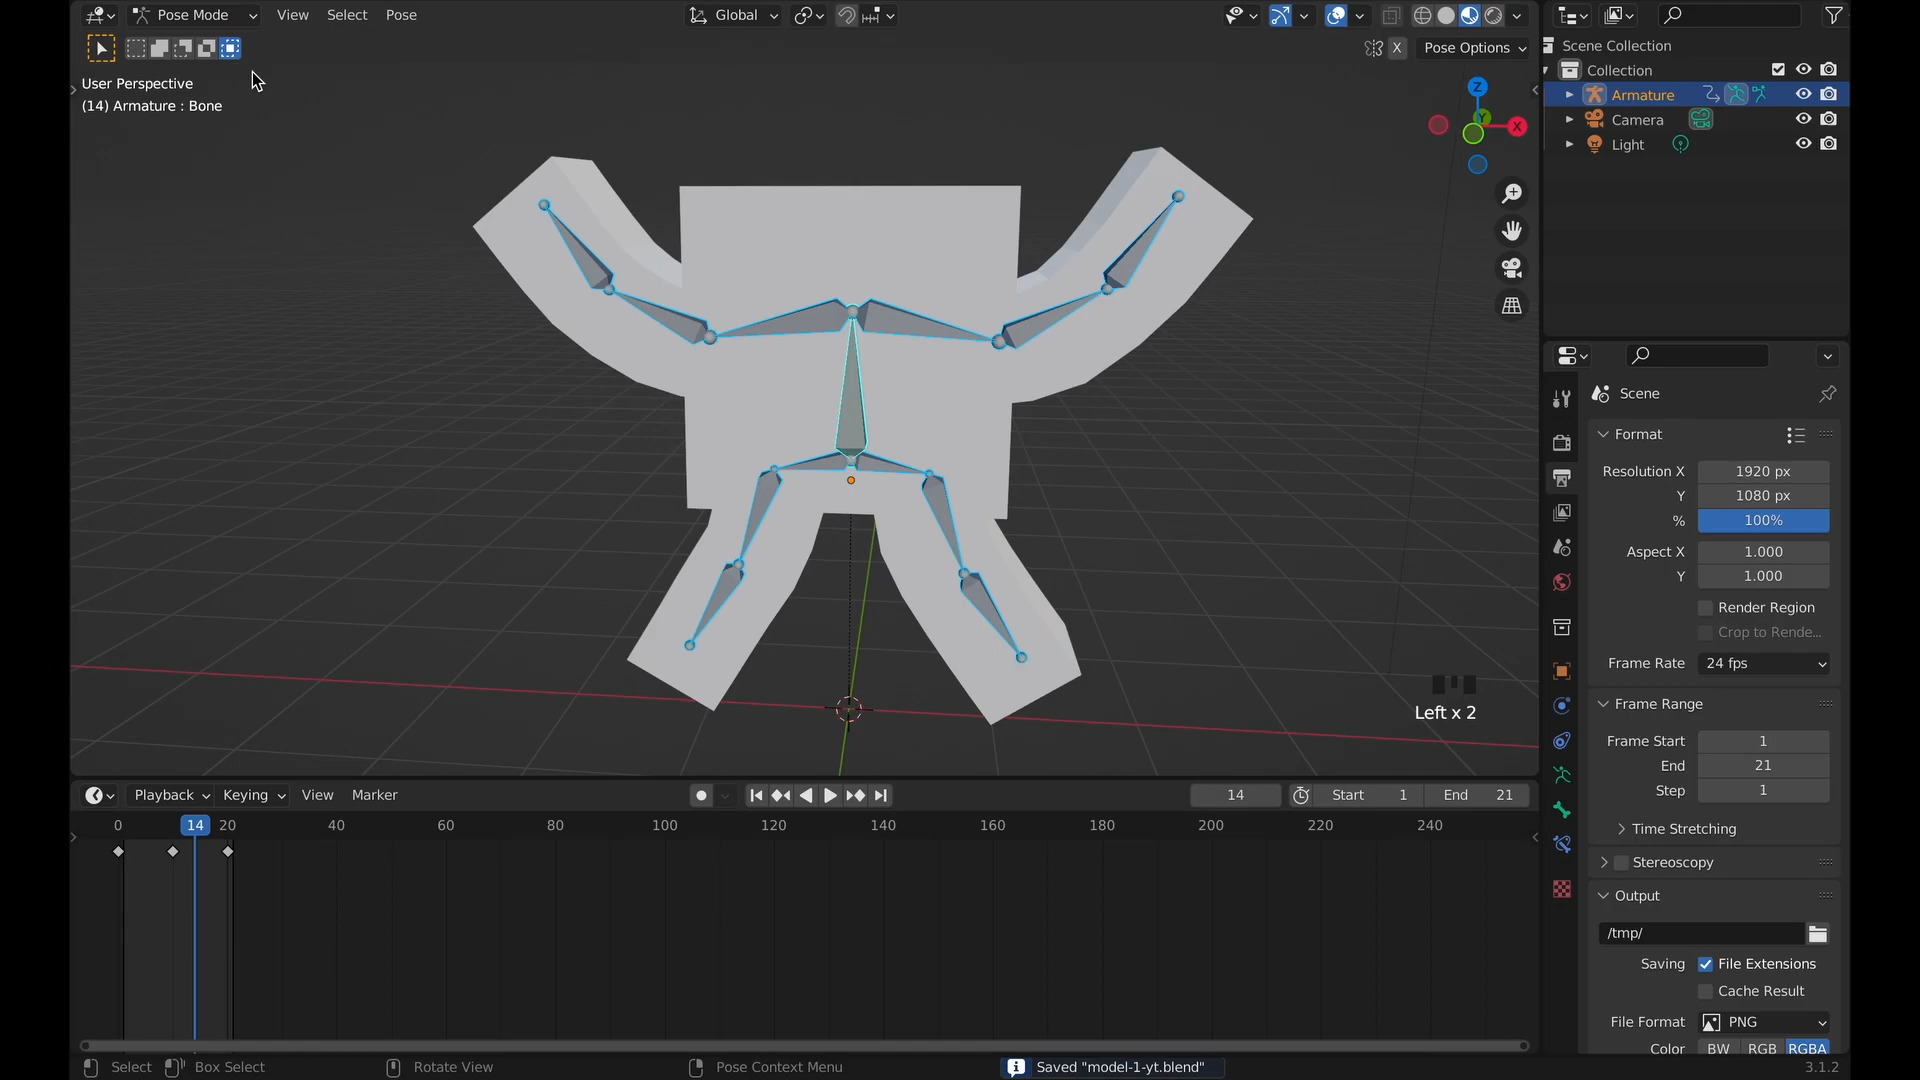 Pose Mode View Select Pose Global
X Pose Options
User Perspective
(14) Armature : Bone
Z
Y
X
Left x 2
Scene Collection
Collection
Armature
Camera
Light
Scene
Format
Resolution X 1920 px
Y 1080 px
% 100%
Aspect X 1.000
Y 1.000
Render Region
Crop to Rende...
Frame Rate 24 fps
Frame Range
Frame Start 1
End 21
Step 1
Time Stretching
Stereoscopy
Output
/tmp/
Saving File Extensions
Cache Result
File Format PNG
Color BW RGB RGBA
Playback Keying View Marker 14 Start 1 End 21
0 14 20 40 60 80 100 120 140 160 180 200 220 240
Select Box Select Rotate View Pose Context Menu Saved "model-1-yt.blend" 3.1.2